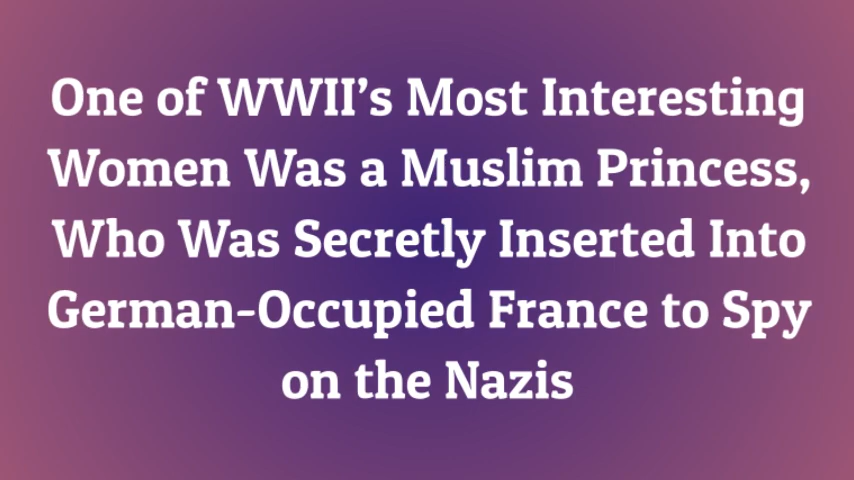 One of WWII’s Most Interesting
Women Was a Muslim Princess,
Who Was Secretly Inserted Into
German-Occupied France to Spy
on the Nazis